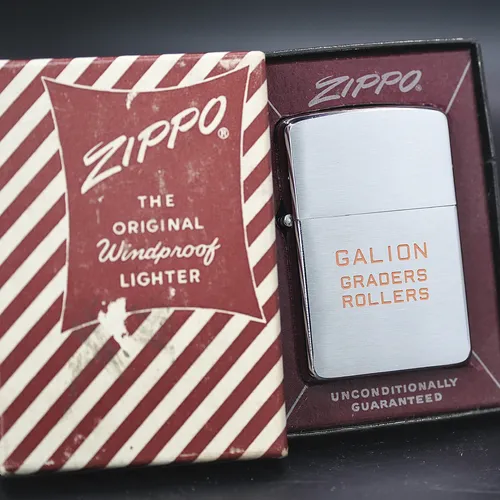 ZIPPO®
THE
ORIGINAL
Windproof
LIGHTER
ZIPPO®
GALION
GRADERS
ROLLERS
UNCONDITIONALLY
GUARANTEED